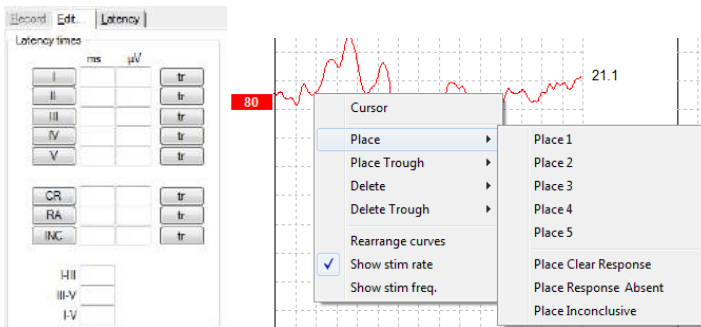 Record Edit... Latency
Latency times
ms µV
I tr
II tr
III tr
IV tr
V tr
CR tr
RA tr
INC tr
I-III
III-V
I-V
80
21.1
Cursor
Place
Place Trough
Delete
Delete Trough
Rearrange curves
Show stim rate
Show stim freq.
Place 1
Place 2
Place 3
Place 4
Place 5
Place Clear Response
Place Response Absent
Place Inconclusive